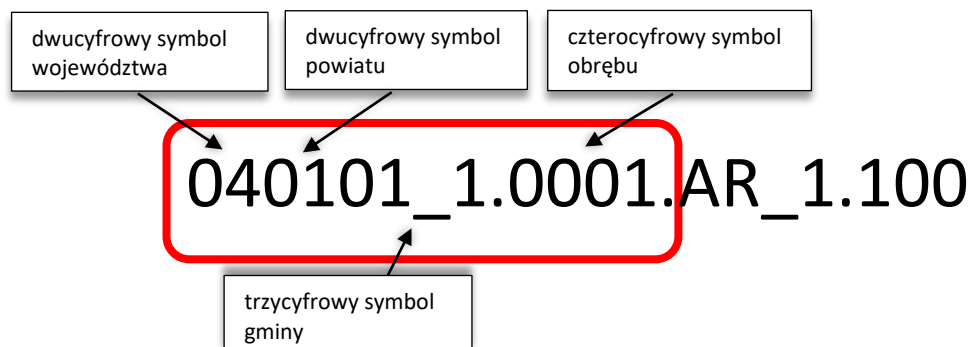 dwucyfrowy symbol
województwa
dwucyfrowy symbol
powiatu
czterocyfrowy symbol
obrębu
040101_1.0001.AR_1.100
trzycyfrowy symbol
gminy